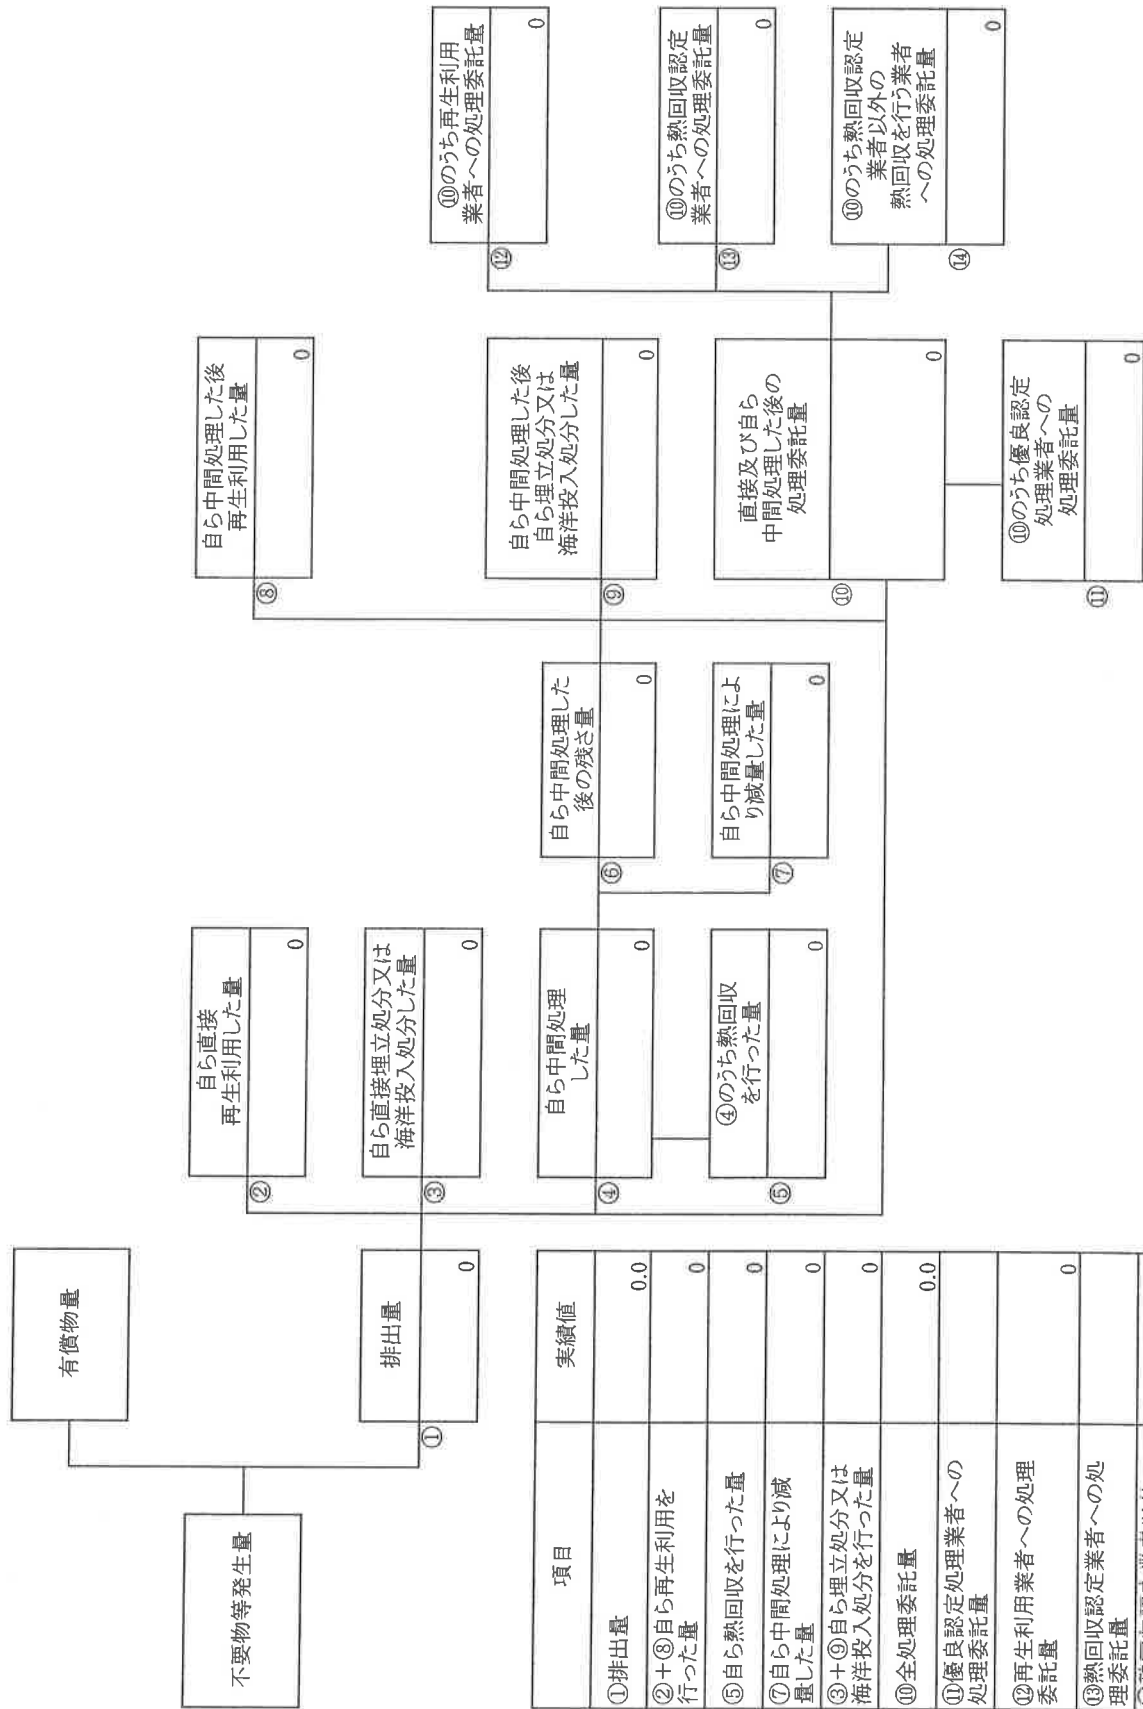 不要物等発生量
有償物量
①
排出量
0
②
自ら直接
再生利用した量
0
③
自ら直接埋立処分又は
海洋投入処分した量
0
④
自ら中間処理
した量
0
⑤
④のうち熱回収
を行った量
0
⑥
自ら中間処理した
後の残さ量
0
⑦
自ら中間処理によ
り減量した量
0
⑧
自ら中間処理した後
再生利用した量
0
⑨
自ら中間処理した後
自ら埋立処分又は
海洋投入処分した量
0
⑩
直接及び自ら
中間処理した後の
処理委託量
0
⑪
⑩のうち優良認定
処理業者への
処理委託量
0
⑫
⑩のうち再生利用
業者への処理委託量
0
⑬
⑩のうち熱回収認定
業者への処理委託量
0
⑭
⑩のうち熱回収認定
業者以外の
熱回収を行う業者
への処理委託量
0
項目 実績値
①排出量 0.0
②+⑧自ら再生利用を
行った量 0
⑤自ら熱回収を行った量 0
⑦自ら中間処理により減
量した量 0
③+⑨自ら埋立処分又は
海洋投入処分を行った量 0
⑩全処理委託量 0.0
⑪優良認定処理業者への
処理委託量
⑫再生利用業者への処理
委託量 0
⑬熱回収認定業者への処
理委託量